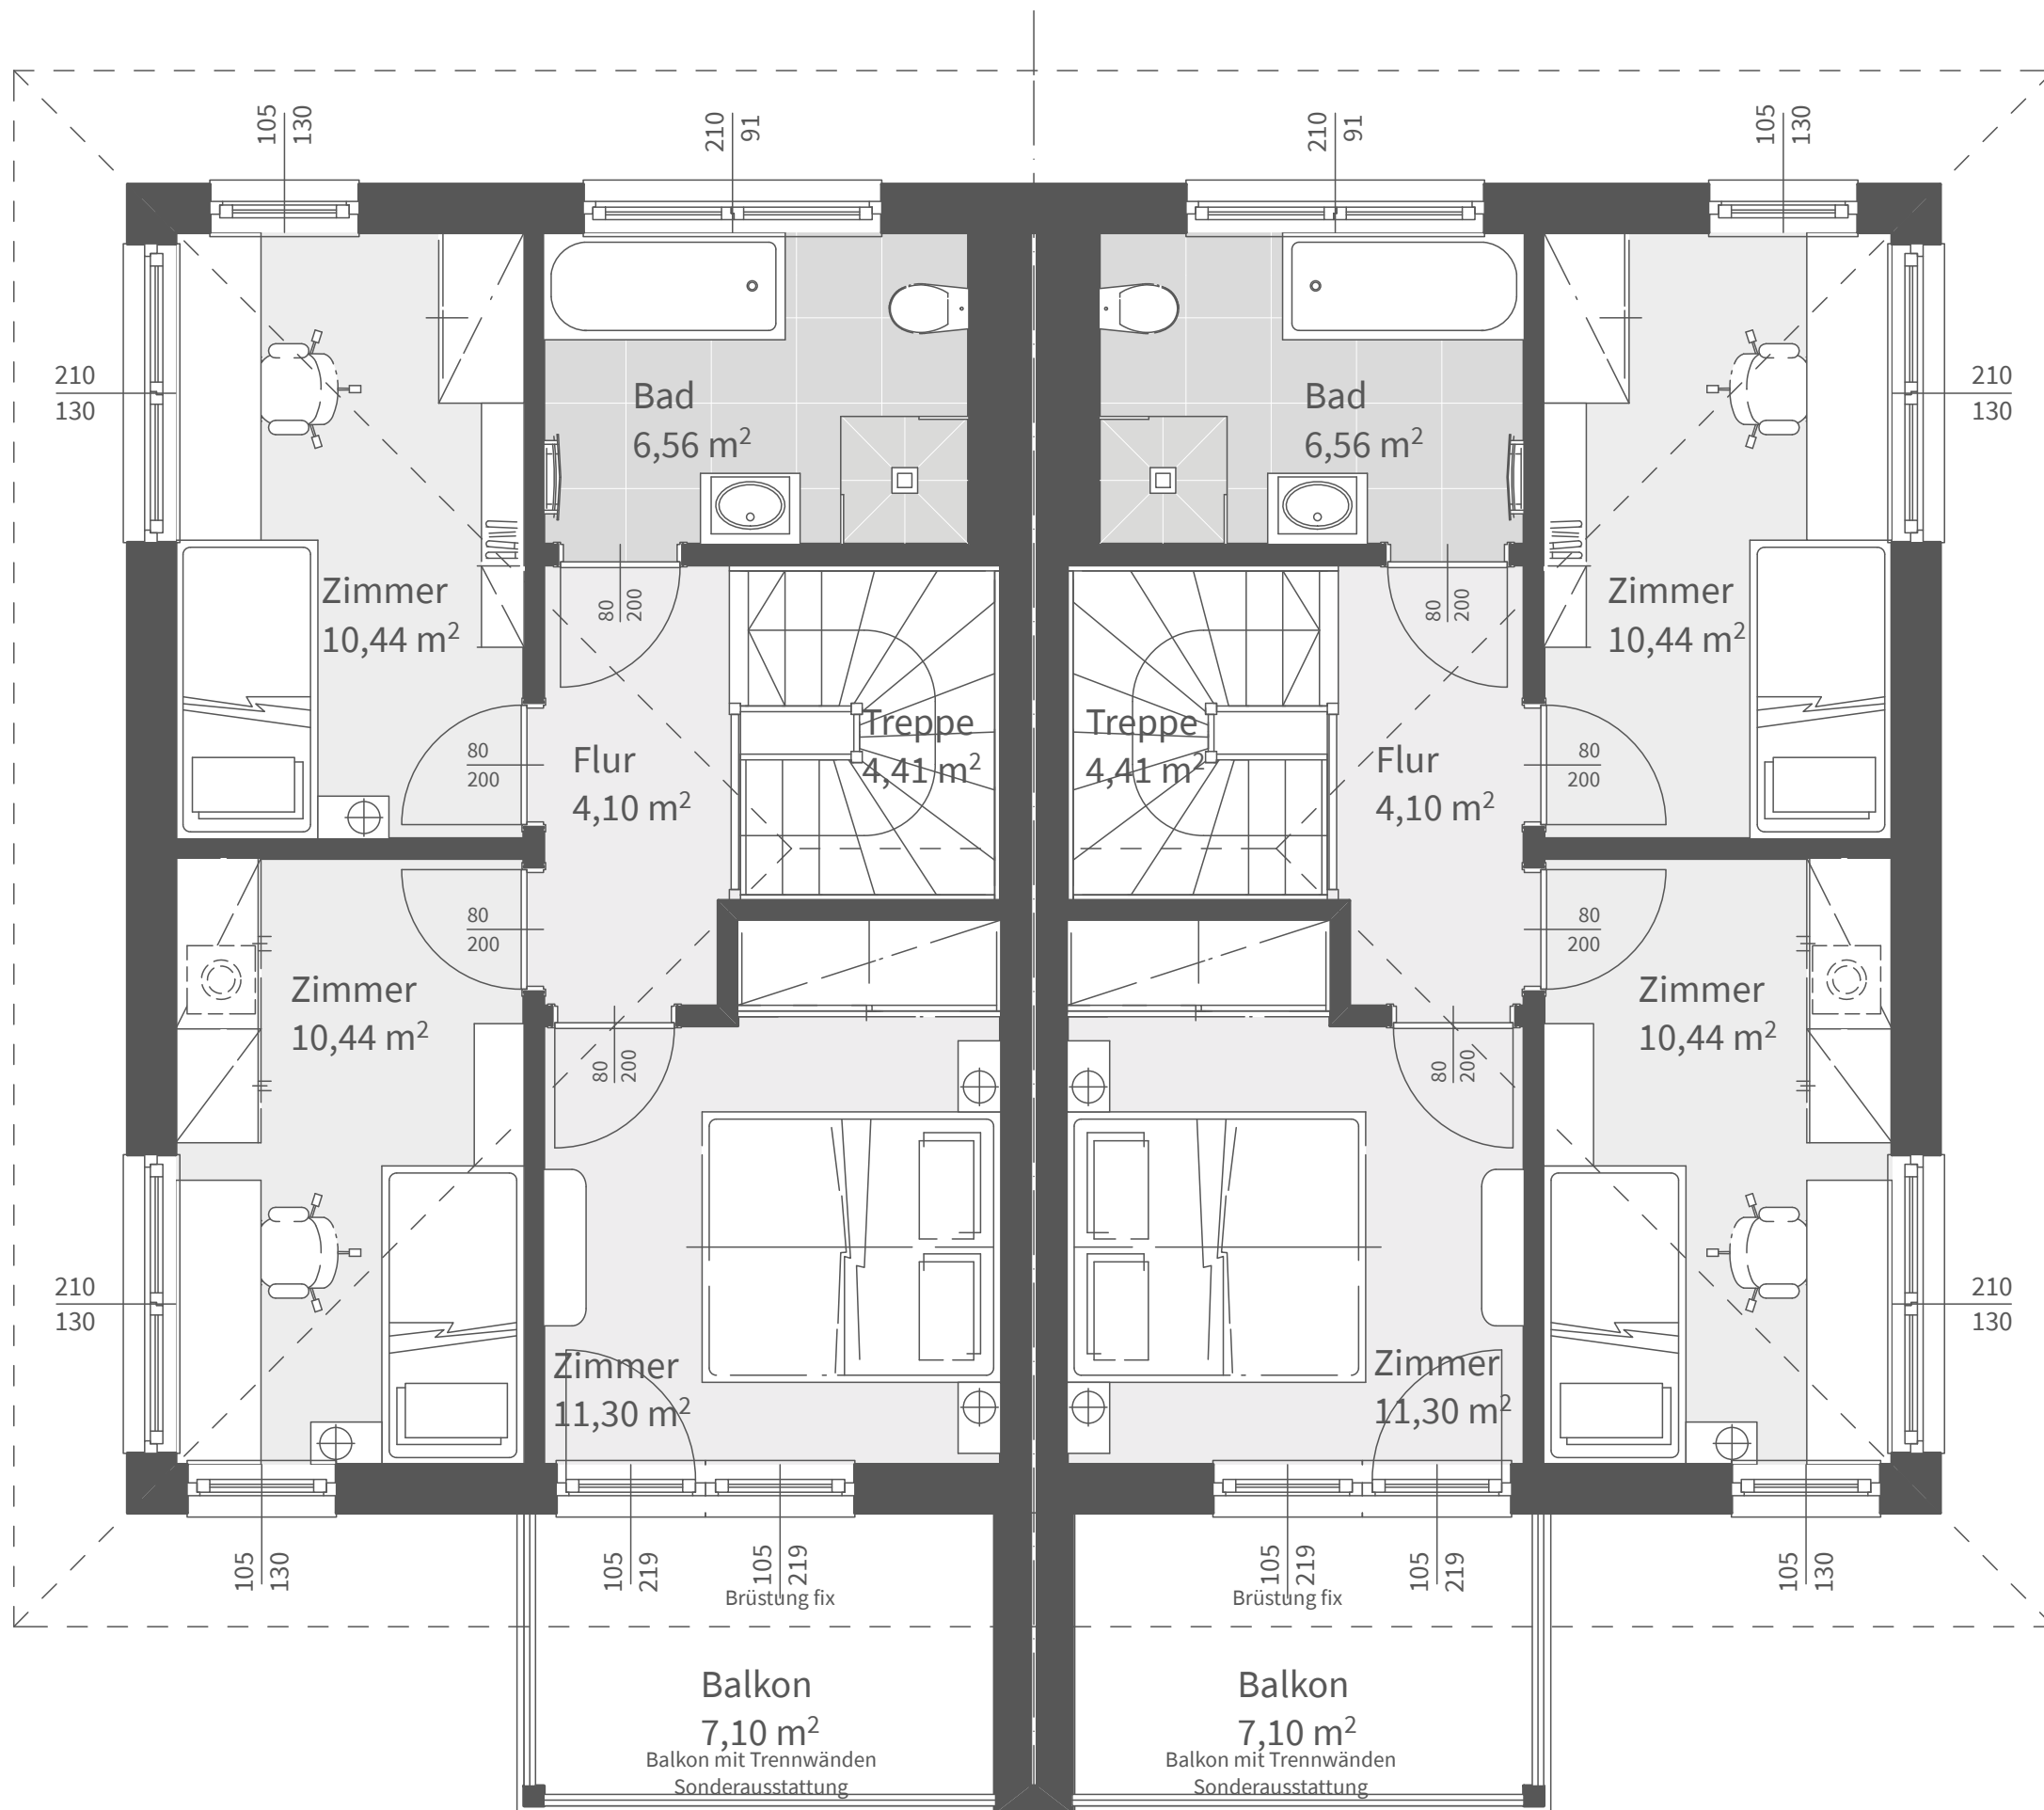 105
130
210
91
210
91
105
130
210
130
Bad
6,56 m²
Bad
6,56 m²
210
130
Zimmer
10,44 m²
80
200
80
200
Zimmer
10,44 m²
80
200
Flur
4,10 m²
Treppe
4,41 m²
Treppe
4,41 m²
Flur
4,10 m²
80
200
80
200
80
200
Zimmer
10,44 m²
80
200
80
200
Zimmer
10,44 m²
210
130
Zimmer
11,30 m²
Zimmer
11,30 m²
210
130
105
130
105
219
105
219
Brüstung fix
105
219
Brüstung fix
105
219
105
130
Balkon
7,10 m²
Balkon mit Trennwänden
Sonderausstattung
Balkon
7,10 m²
Balkon mit Trennwänden
Sonderausstattung